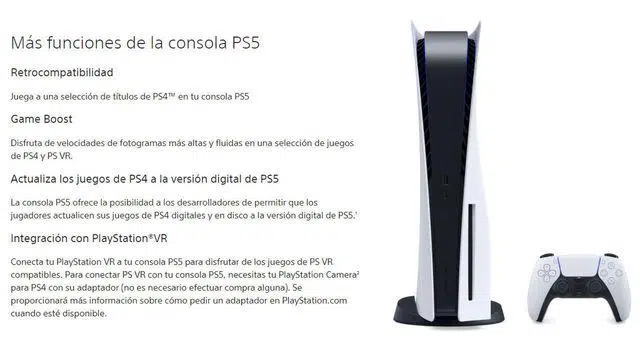 Más funciones de la consola PS5
Retrocompatibilidad
Juega a una selección de títulos de PS4™ en tu consola PS5
Game Boost
Disfruta de velocidades de fotogramas más altas y fluidas en una selección de juegos
de PS4 y PS VR.
Actualiza los juegos de PS4 a la versión digital de PS5
La consola PS5 ofrece la posibilidad a los desarrolladores de permitir que los
jugadores actualicen sus juegos de PS4 digitales y en disco a la versión digital de PS5.¹
Integración con PlayStation®VR
Conecta tu PlayStation VR a tu consola PS5 para disfrutar de los juegos de PS VR
compatibles. Para conectar PS VR con tu consola PS5, necesitas tu PlayStation Camera²
para PS4 con su adaptador (no es necesario efectuar compra alguna). Se
proporcionará más información sobre cómo pedir un adaptador en PlayStation.com
cuando esté disponible.